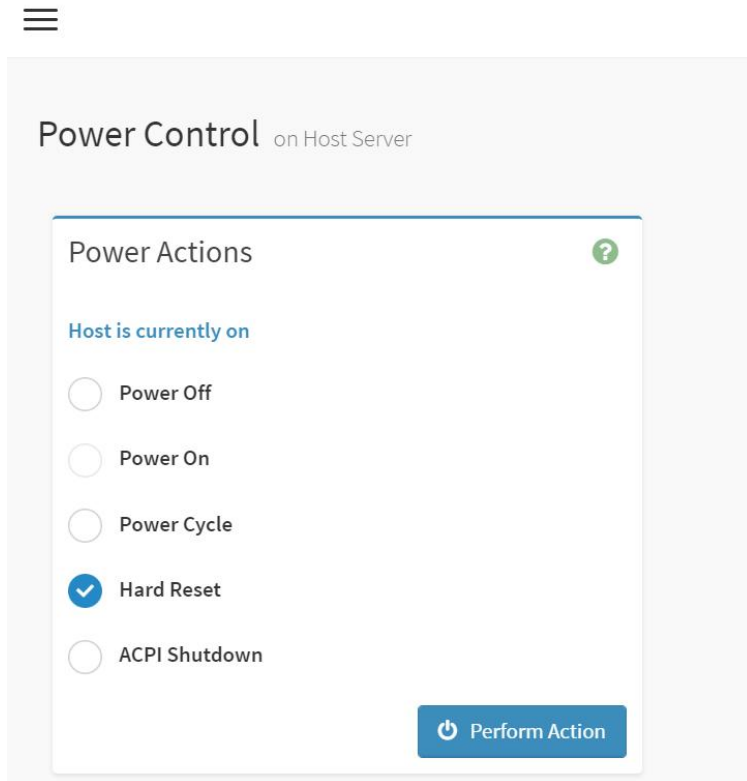 Power Control on Host Server
Power Actions
Host is currently on
Power Off
Power On
Power Cycle
Hard Reset
ACPI Shutdown
Perform Action